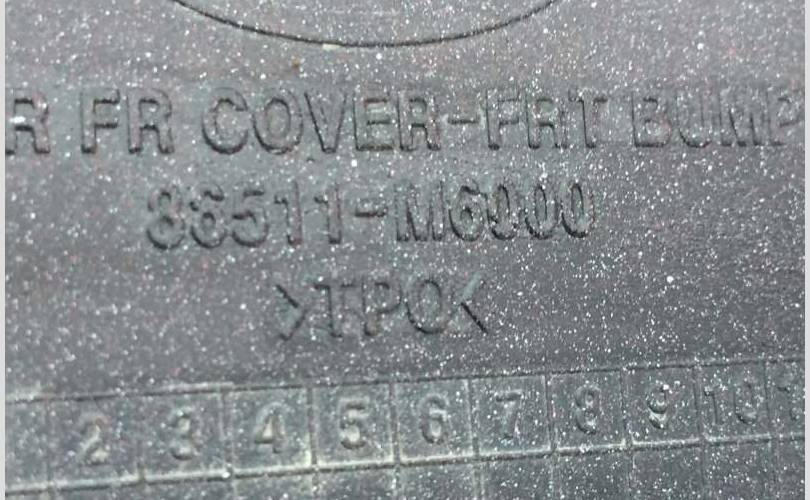 R FR COVER-FRT BUMP
86511-M6000
>TPO<
2 3 4 5 6 7 8 9 10